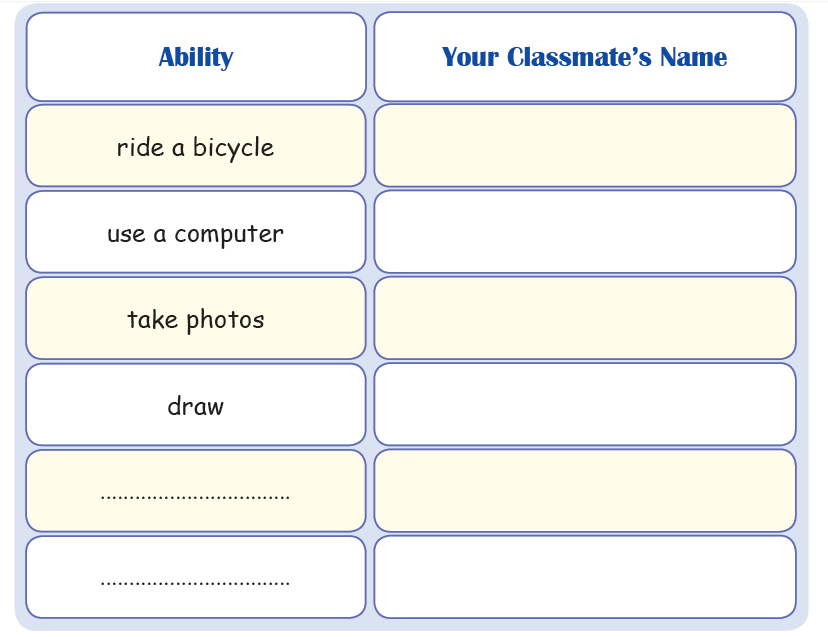 Ability
Your Classmate's Name
ride a bicycle
use a computer
take photos
draw
.................................
.................................